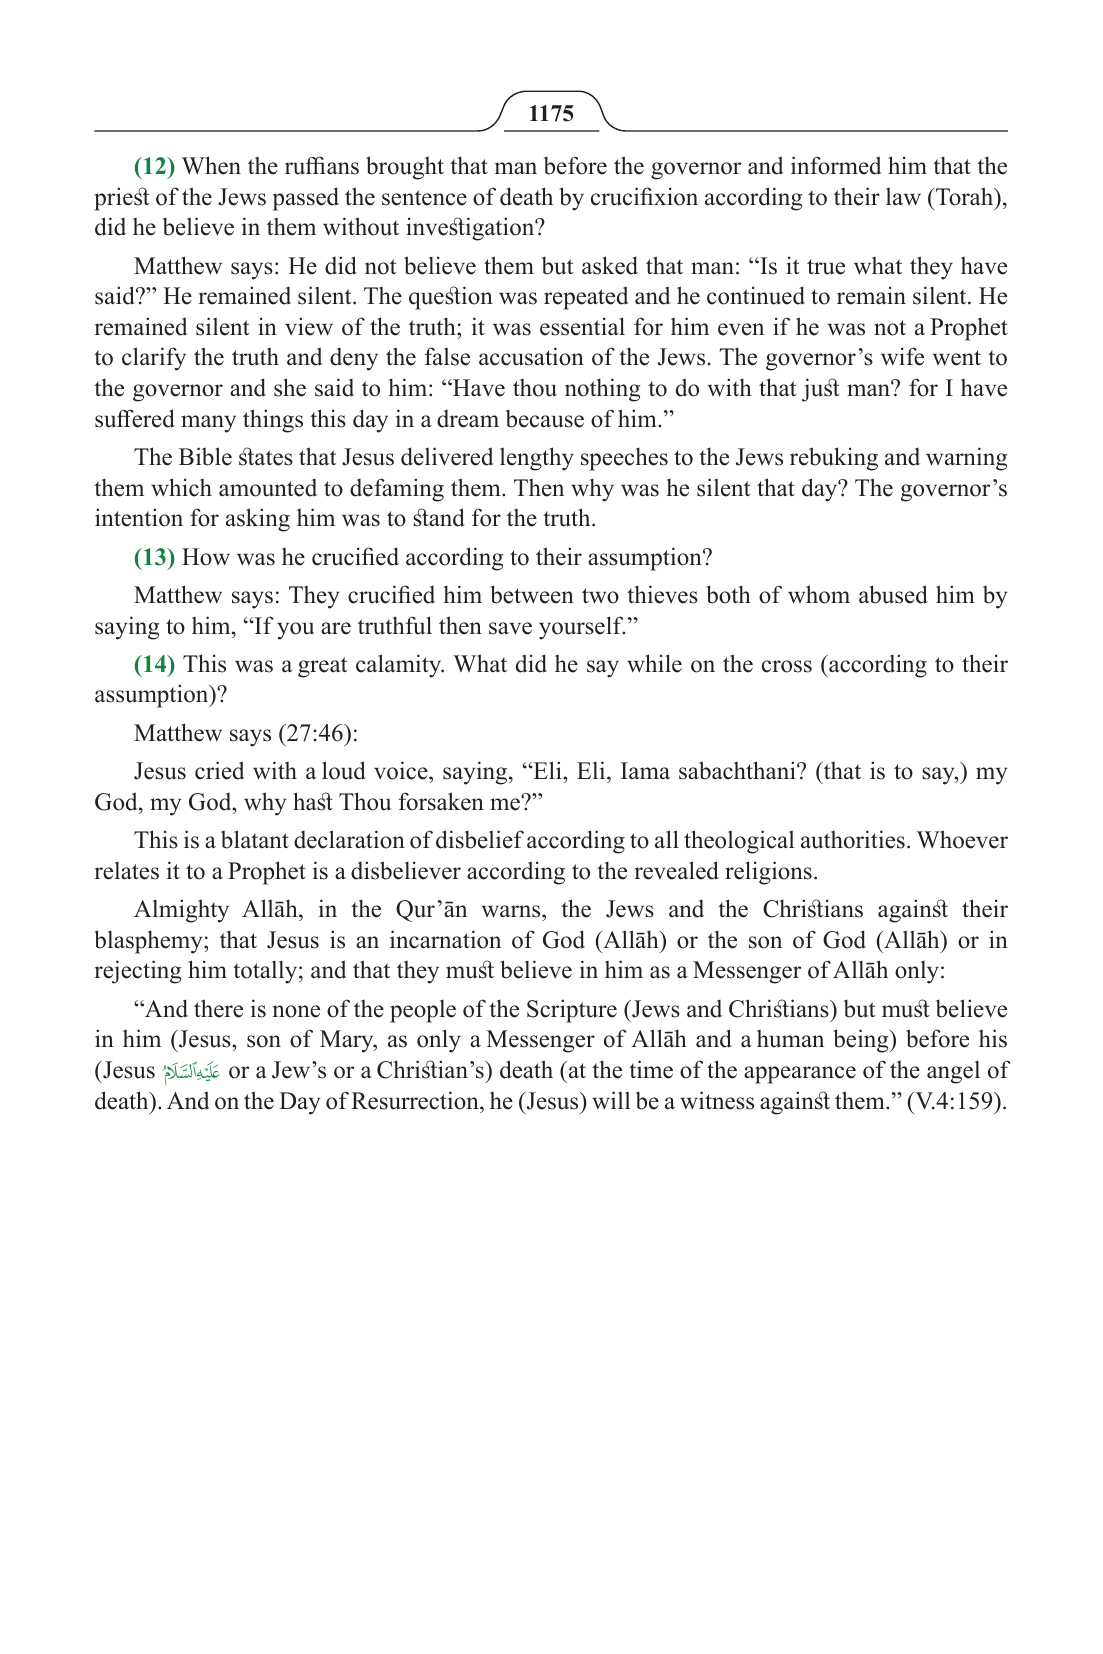 1175
(12) When the ruffians brought that man before the governor and informed him that the
priest of the Jews passed the sentence of death by crucifixion according to their law (Torah),
did he believe in them without investigation?
Matthew says: He did not believe them but asked that man: “Is it true what they have
said?” He remained silent. The question was repeated and he continued to remain silent. He
remained silent in view of the truth; it was essential for him even if he was not a Prophet
to clarify the truth and deny the false accusation of the Jews. The governor’s wife went to
the governor and she said to him: “Have thou nothing to do with that just man? for I have
suffered many things this day in a dream because of him.”
The Bible states that Jesus delivered lengthy speeches to the Jews rebuking and warning
them which amounted to defaming them. Then why was he silent that day? The governor’s
intention for asking him was to stand for the truth.
(13) How was he crucified according to their assumption?
Matthew says: They crucified him between two thieves both of whom abused him by
saying to him, “If you are truthful then save yourself.”
(14) This was a great calamity. What did he say while on the cross (according to their
assumption)?
Matthew says (27:46):
Jesus cried with a loud voice, saying, “Eli, Eli, Iama sabachthani? (that is to say,) my
God, my God, why hast Thou forsaken me?”
This is a blatant declaration of disbelief according to all theological authorities. Whoever
relates it to a Prophet is a disbeliever according to the revealed religions.
Almighty Allāh, in the Qur’ān warns, the Jews and the Christians against their
blasphemy; that Jesus is an incarnation of God (Allāh) or the son of God (Allāh) or in
rejecting him totally; and that they must believe in him as a Messenger of Allāh only:
“And there is none of the people of the Scripture (Jews and Christians) but must believe
in him (Jesus, son of Mary, as only a Messenger of Allāh and a human being) before his
(Jesus عَلَيْهِ ٱلسَّلَامُ or a Jew’s or a Christian’s) death (at the time of the appearance of the angel of
death). And on the Day of Resurrection, he (Jesus) will be a witness against them.” (V.4:159).